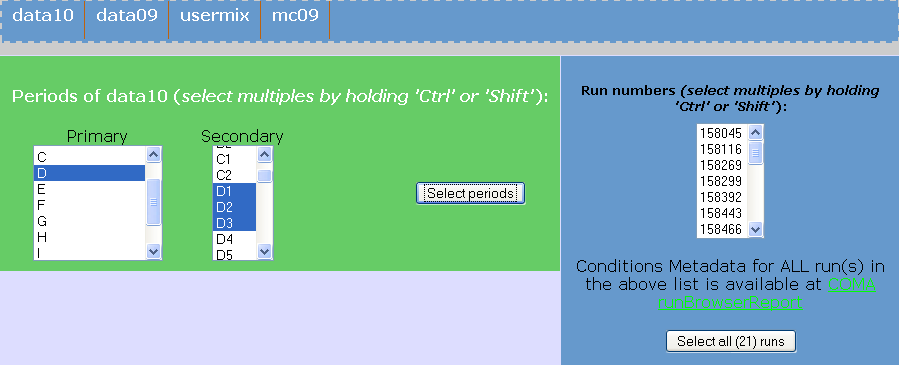 data10 data09 usermix mc09
Periods of data10 (select multiples by holding 'Ctrl' or 'Shift'):
Primary
C
D
E
F
G
H
I
Secondary
C1
C2
D1
D2
D3
D4
D5
Select periods
Run numbers (select multiples by holding
'Ctrl' or 'Shift'):
158045
158116
158269
158299
158392
158443
158466
Conditions Metadata for ALL run(s) in
the above list is available at
Select all (21) runs